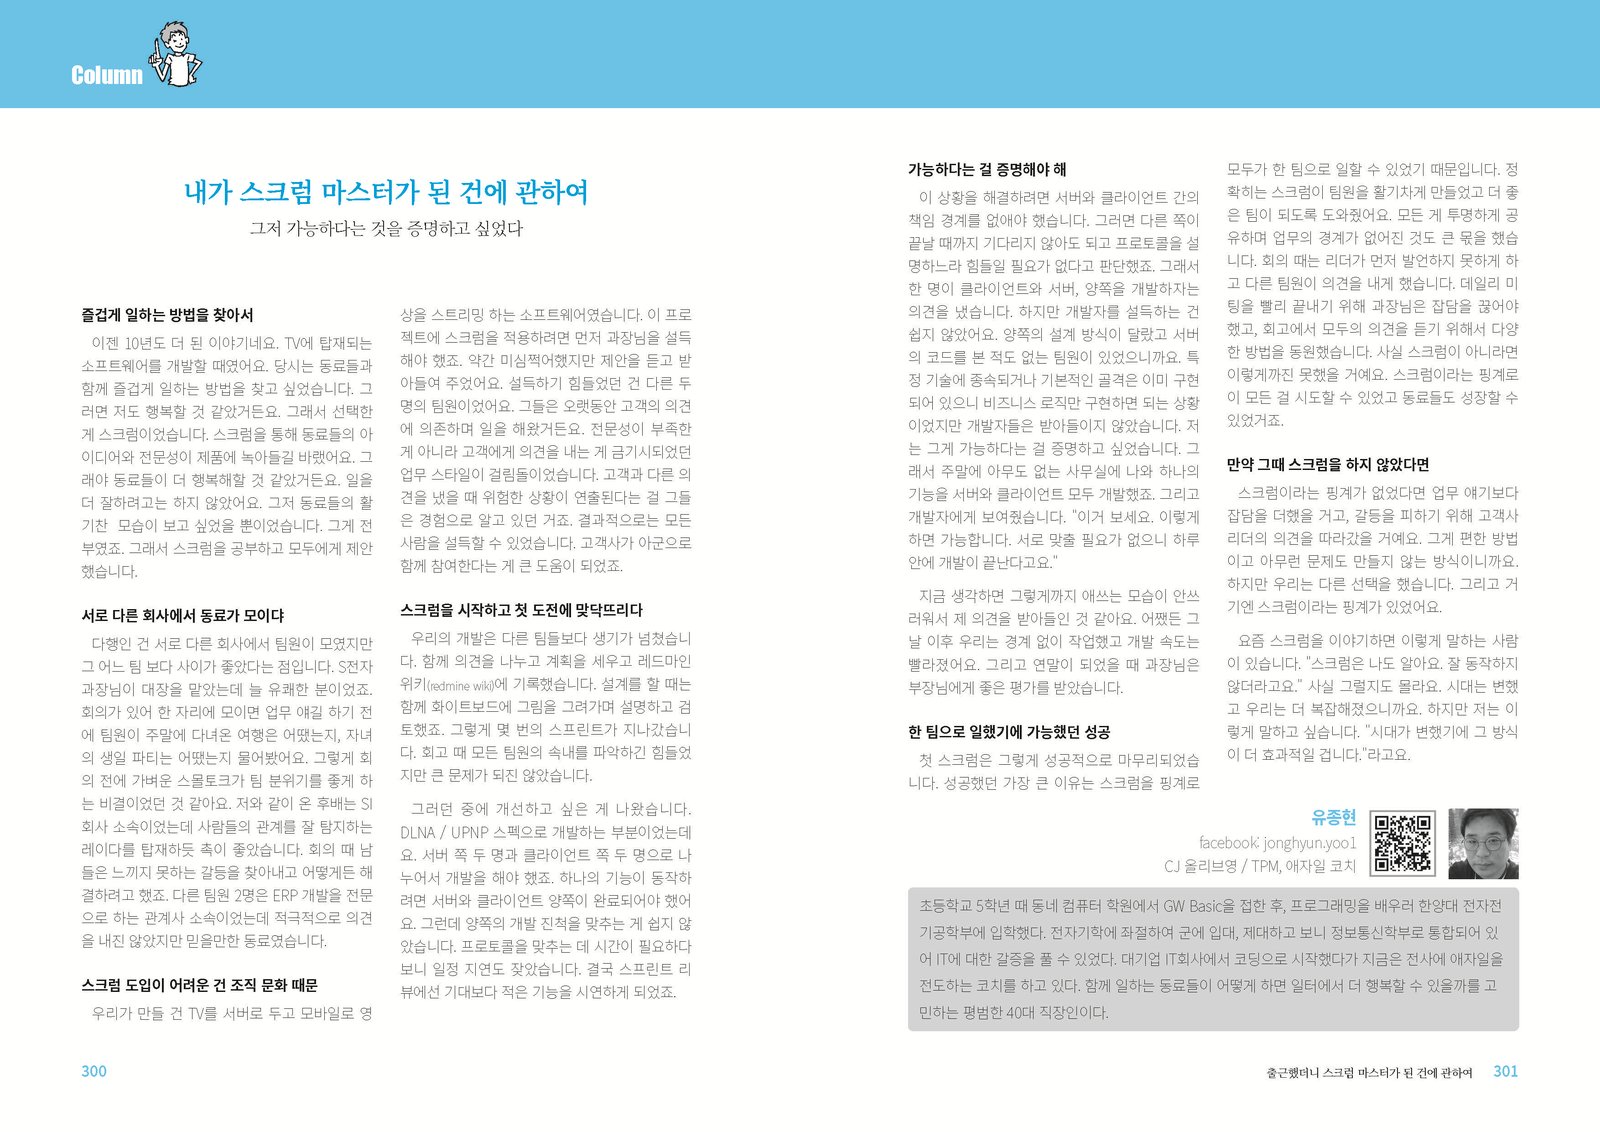 Column
내가 스크럼 마스터가 된 건에 관하여
그저 가능하다는 것을 증명하고 싶었다
즐겁게 일하는 방법을 찾아서
이젠 10년도 더 된 이야기네요. TV에 탑재되는
소프트웨어를 개발할 때였어요. 당시는 동료들과
함께 즐겁게 일하는 방법을 찾고 싶었습니다. 그
러면 저도 행복할 것 같았거든요. 그래서 선택한
게 스크럼이었습니다. 스크럼을 통해 동료들의 아
이디어와 전문성이 제품에 녹아들길 바랬어요. 그
래야 동료들이 더 행복해할 것 같았거든요. 일을
더 잘하려고는 하지 않았어요. 그저 동료들의 활
기찬 모습이 보고 싶었을 뿐이었습니다. 그게 전
부였죠. 그래서 스크럼을 공부하고 모두에게 제안
했습니다.
서로 다른 회사에서 동료가 모이댜
다행인 건 서로 다른 회사에서 팀원이 모였지만
그 어느 팀 보다 사이가 좋았다는 점입니다. S전자
과장님이 대장을 맡았는데 늘 유쾌한 분이었죠.
회의가 있어 한 자리에 모이면 업무 얘길 하기 전
에 팀원이 주말에 다녀온 여행은 어땠는지, 자녀
의 생일 파티는 어땠는지 물어봤어요. 그렇게 회
의 전에 가벼운 스몰토크가 팀 분위기를 좋게 하
는 비결이었던 것 같아요. 저와 같이 온 후배는 SI
회사 소속이었는데 사람들의 관계를 잘 탐지하는
레이다를 탑재하듯 촉이 좋았습니다. 회의 때 남
들은 느끼지 못하는 갈등을 찾아내고 어떻게든 해
결하려고 했죠. 다른 팀원 2명은 ERP 개발을 전문
으로 하는 관계사 소속이었는데 적극적으로 의견
을 내진 않았지만 믿을만한 동료였습니다.
스크럼 도입이 어려운 건 조직 문화 때문
우리가 만들 건 TV를 서버로 두고 모바일로 영
상을 스트리밍 하는 소프트웨어였습니다. 이 프로
젝트에 스크럼을 적용하려면 먼저 과장님을 설득
해야 했죠. 약간 미심쩍어했지만 제안을 듣고 받
아들여 주었어요. 설득하기 힘들었던 건 다른 두
명의 팀원이었어요. 그들은 오랫동안 고객의 의견
에 의존하며 일을 해왔거든요. 전문성이 부족한
게 아니라 고객에게 의견을 내는 게 금기시되었던
업무 스타일이 걸림돌이었습니다. 고객과 다른 의
견을 냈을 때 위험한 상황이 연출된다는 걸 그들
은 경험으로 알고 있던 거죠. 결과적으로는 모든
사람을 설득할 수 있었습니다. 고객사가 아군으로
함께 참여한다는 게 큰 도움이 되었죠.
스크럼을 시작하고 첫 도전에 맞닥뜨리다
우리의 개발은 다른 팀들보다 생기가 넘쳤습니
다. 함께 의견을 나누고 계획을 세우고 레드마인
위키(redmine wiki)에 기록했습니다. 설계를 할 때는
함께 화이트보드에 그림을 그려가며 설명하고 검
토했죠. 그렇게 몇 번의 스프린트가 지나갔습니
다. 회고 때 모든 팀원의 속내를 파악하긴 힘들었
지만 큰 문제가 되진 않았습니다.
그러던 중에 개선하고 싶은 게 나왔습니다.
DLNA / UPNP 스펙으로 개발하는 부분이었는데
요. 서버 쪽 두 명과 클라이언트 쪽 두 명으로 나
누어서 개발을 해야 했죠. 하나의 기능이 동작하
려면 서버와 클라이언트 양쪽이 완료되어야 했어
요. 그런데 양쪽의 개발 진척을 맞추는 게 쉽지 않
았습니다. 프로토콜을 맞추는 데 시간이 필요하다
보니 일정 지연도 잦았습니다. 결국 스프린트 리
뷰에선 기대보다 적은 기능을 시연하게 되었죠.
300
가능하다는 걸 증명해야 해
이 상황을 해결하려면 서버와 클라이언트 간의
책임 경계를 없애야 했습니다. 그러면 다른 쪽이
끝날 때까지 기다리지 않아도 되고 프로토콜을 설
명하느라 힘들일 필요가 없다고 판단했죠. 그래서
한 명이 클라이언트와 서버, 양쪽을 개발하자는
의견을 냈습니다. 하지만 개발자를 설득하는 건
쉽지 않았어요. 양쪽의 설계 방식이 달랐고 서버
의 코드를 본 적도 없는 팀원이 있었으니까요. 특
정 기술에 종속되거나 기본적인 골격은 이미 구현
되어 있으니 비즈니스 로직만 구현하면 되는 상황
이었지만 개발자들은 받아들이지 않았습니다. 저
는 그게 가능하다는 걸 증명하고 싶었습니다. 그
래서 주말에 아무도 없는 사무실에 나와 하나의
기능을 서버와 클라이언트 모두 개발했죠. 그리고
개발자에게 보여줬습니다. "이거 보세요. 이렇게
하면 가능합니다. 서로 맞출 필요가 없으니 하루
안에 개발이 끝난다고요."
지금 생각하면 그렇게까지 애쓰는 모습이 안쓰
러워서 제 의견을 받아들인 것 같아요. 어쨌든 그
날 이후 우리는 경계 없이 작업했고 개발 속도는
빨라졌어요. 그리고 연말이 되었을 때 과장님은
부장님에게 좋은 평가를 받았습니다.
한 팀으로 일했기에 가능했던 성공
첫 스크럼은 그렇게 성공적으로 마무리되었습
니다. 성공했던 가장 큰 이유는 스크럼을 핑계로
모두가 한 팀으로 일할 수 있었기 때문입니다. 정
확히는 스크럼이 팀원을 활기차게 만들었고 더 좋
은 팀이 되도록 도와줬어요. 모든 게 투명하게 공
유하며 업무의 경계가 없어진 것도 큰 몫을 했습
니다. 회의 때는 리더가 먼저 발언하지 못하게 하
고 다른 팀원이 의견을 내게 했습니다. 데일리 미
팅을 빨리 끝내기 위해 과장님은 잡담을 끊어야
했고, 회고에서 모두의 의견을 듣기 위해서 다양
한 방법을 동원했습니다. 사실 스크럼이 아니라면
이렇게까진 못했을 거예요. 스크럼이라는 핑계로
이 모든 걸 시도할 수 있었고 동료들도 성장할 수
있었거죠.
만약 그때 스크럼을 하지 않았다면
스크럼이라는 핑계가 없었다면 업무 얘기보다
잡담을 더했을 거고, 갈등을 피하기 위해 고객사
리더의 의견을 따라갔을 거예요. 그게 편한 방법
이고 아무런 문제도 만들지 않는 방식이니까요.
하지만 우리는 다른 선택을 했습니다. 그리고 거
기엔 스크럼이라는 핑계가 있었어요.
요즘 스크럼을 이야기하면 이렇게 말하는 사람
이 있습니다. "스크럼은 나도 알아요. 잘 동작하지
않더라고요." 사실 그럴지도 몰라요. 시대는 변했
고 우리는 더 복잡해졌으니까요. 하지만 저는 이
렇게 말하고 싶습니다. "시대가 변했기에 그 방식
이 더 효과적일 겁니다."라고요.
유종현
facebook: jonghyun.yoo1
CJ 올리브영 / TPM, 애자일 코치
초등학교 5학년 때 동네 컴퓨터 학원에서 GW Basic을 접한 후, 프로그래밍을 배우러 한양대 전자전
기공학부에 입학했다. 전자기학에 좌절하여 군에 입대, 제대하고 보니 정보통신학부로 통합되어 있
어 IT에 대한 갈증을 풀 수 있었다. 대기업 IT회사에서 코딩으로 시작했다가 지금은 전사에 애자일을
전도하는 코치를 하고 있다. 함께 일하는 동료들이 어떻게 하면 일터에서 더 행복할 수 있을까를 고
민하는 평범한 40대 직장인이다.
출근했더니 스크럼 마스터가 된 건에 관하여 301